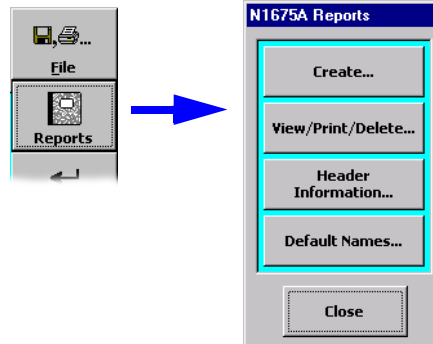 File
Reports
N1675A Reports
Create...
View/Print/Delete...
Header
Information...
Default Names...
Close